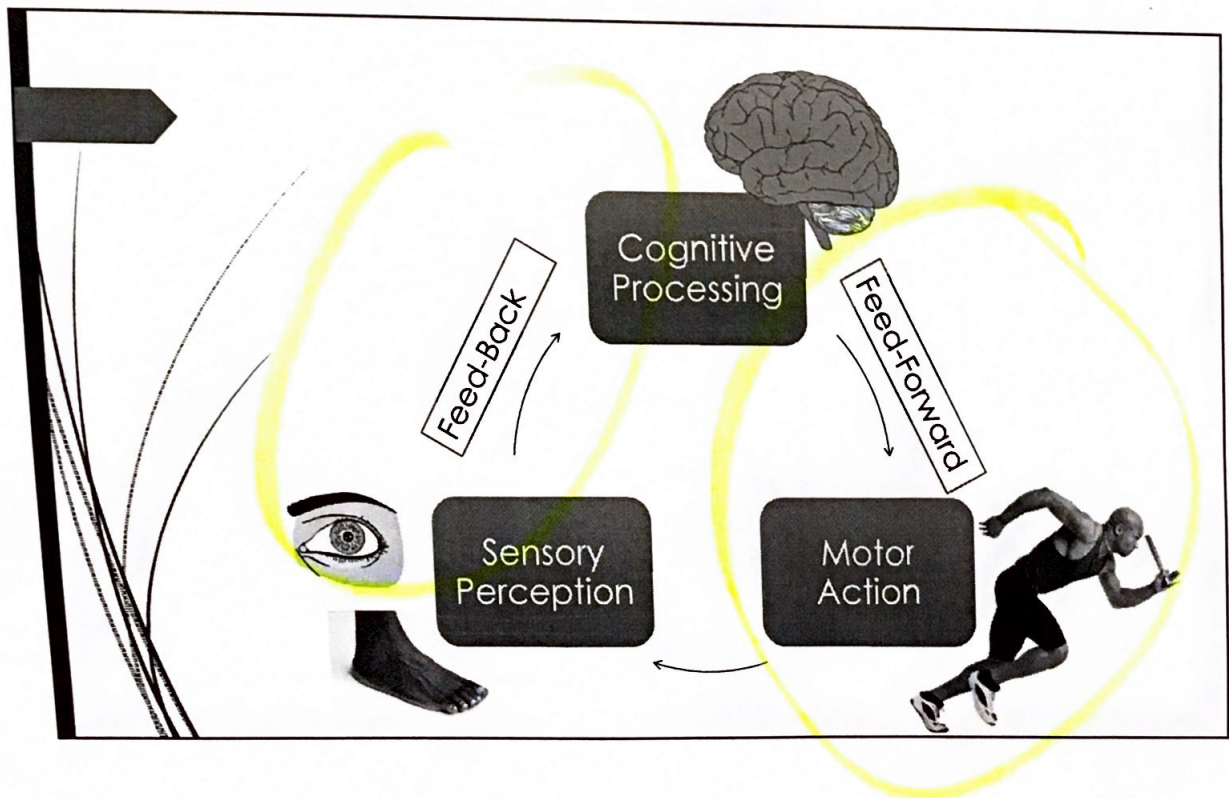 Cognitive
Processing
Feed-Back
Feed-Forward
Sensory
Perception
Motor
Action